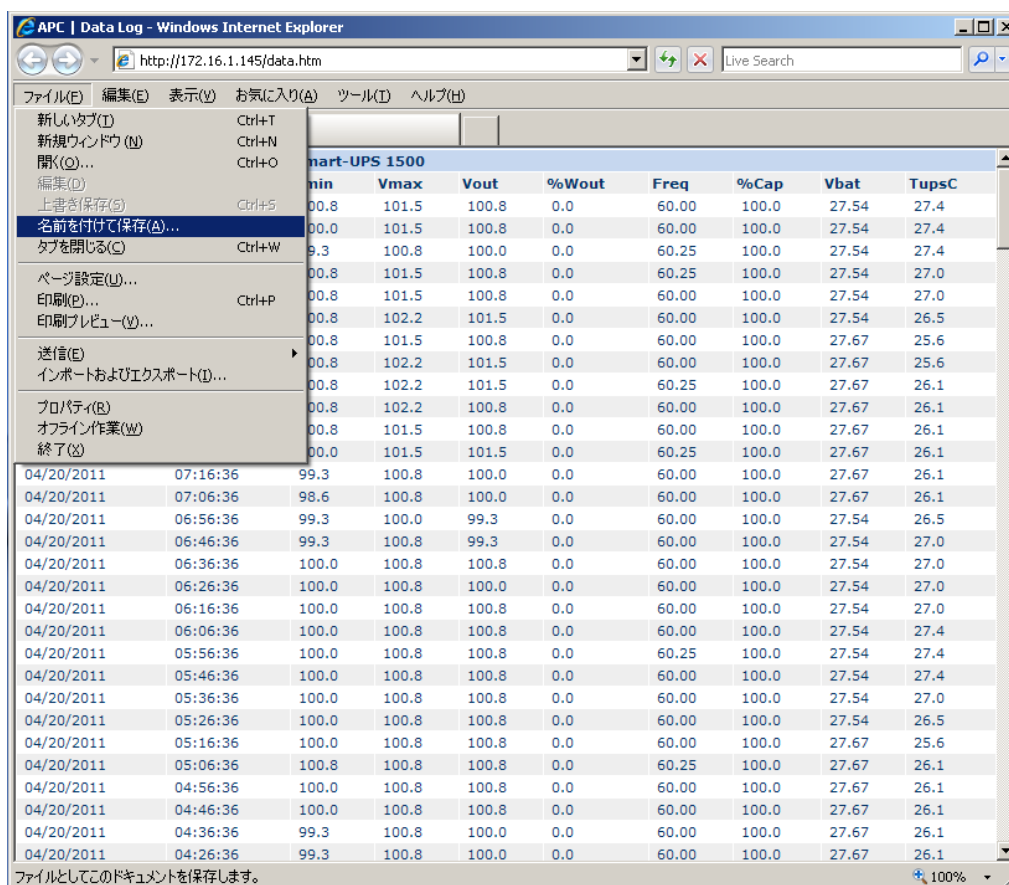 APC | Data Log - Windows Internet Explorer
http://172.16.1.145/data.htm Live Search
ファイル(F) 編集(E) 表示(V) お気に入り(A) ツール(T) ヘルプ(H)
新しいタブ(T) Ctrl+T
新規ウィンドウ(N) Ctrl+N
開く(O)... Ctrl+O
編集(D)
上書き保存(S) Ctrl+S
名前を付けて保存(A)...
タブを閉じる(C) Ctrl+W
ページ設定(U)...
印刷(P)... Ctrl+P
印刷プレビュー(V)...
送信(E)
インポートおよびエクスポート(I)...
プロパティ(R)
オフライン作業(W)
終了(X)
mart-UPS 1500
min Vmax Vout %Wout Freq %Cap Vbat TupsC
00.8 101.5 100.8 0.0 60.00 100.0 27.54 27.4
00.0 101.5 100.8 0.0 60.00 100.0 27.54 27.4
9.3 100.8 100.0 0.0 60.25 100.0 27.54 27.4
00.8 101.5 100.8 0.0 60.25 100.0 27.54 27.0
00.8 101.5 100.8 0.0 60.00 100.0 27.54 27.0
00.8 102.2 101.5 0.0 60.00 100.0 27.54 26.5
00.8 101.5 100.8 0.0 60.00 100.0 27.67 25.6
00.8 102.2 101.5 0.0 60.00 100.0 27.67 25.6
00.8 102.2 101.5 0.0 60.25 100.0 27.67 26.1
00.8 102.2 100.8 0.0 60.00 100.0 27.67 26.1
00.8 101.5 100.8 0.0 60.00 100.0 27.67 26.1
00.0 101.5 101.5 0.0 60.25 100.0 27.67 26.1
04/20/2011 07:16:36 99.3 100.8 100.0 0.0 60.00 100.0 27.67 26.1
04/20/2011 07:06:36 98.6 100.8 100.0 0.0 60.00 100.0 27.67 26.1
04/20/2011 06:56:36 99.3 100.0 99.3 0.0 60.00 100.0 27.54 26.5
04/20/2011 06:46:36 99.3 100.8 99.3 0.0 60.00 100.0 27.54 27.0
04/20/2011 06:36:36 100.0 100.8 100.8 0.0 60.00 100.0 27.54 27.0
04/20/2011 06:26:36 100.0 100.8 100.0 0.0 60.00 100.0 27.54 27.0
04/20/2011 06:16:36 100.0 100.8 100.8 0.0 60.00 100.0 27.54 27.0
04/20/2011 06:06:36 100.0 100.8 100.8 0.0 60.00 100.0 27.54 27.4
04/20/2011 05:56:36 100.0 100.8 100.8 0.0 60.25 100.0 27.54 27.4
04/20/2011 05:46:36 100.0 100.8 100.8 0.0 60.00 100.0 27.54 27.4
04/20/2011 05:36:36 100.0 100.8 100.8 0.0 60.00 100.0 27.54 27.0
04/20/2011 05:26:36 100.0 100.8 100.8 0.0 60.00 100.0 27.54 26.5
04/20/2011 05:16:36 100.0 100.8 100.8 0.0 60.00 100.0 27.67 25.6
04/20/2011 05:06:36 100.8 100.8 100.8 0.0 60.25 100.0 27.67 26.1
04/20/2011 04:56:36 100.0 100.8 100.8 0.0 60.00 100.0 27.67 26.1
04/20/2011 04:46:36 100.0 100.8 100.8 0.0 60.00 100.0 27.67 26.1
04/20/2011 04:36:36 99.3 100.8 100.0 0.0 60.00 100.0 27.67 26.1
04/20/2011 04:26:36 99.3 100.8 100.0 0.0 60.00 100.0 27.67 26.1
ファイルとしてこのドキュメントを保存します。 100%